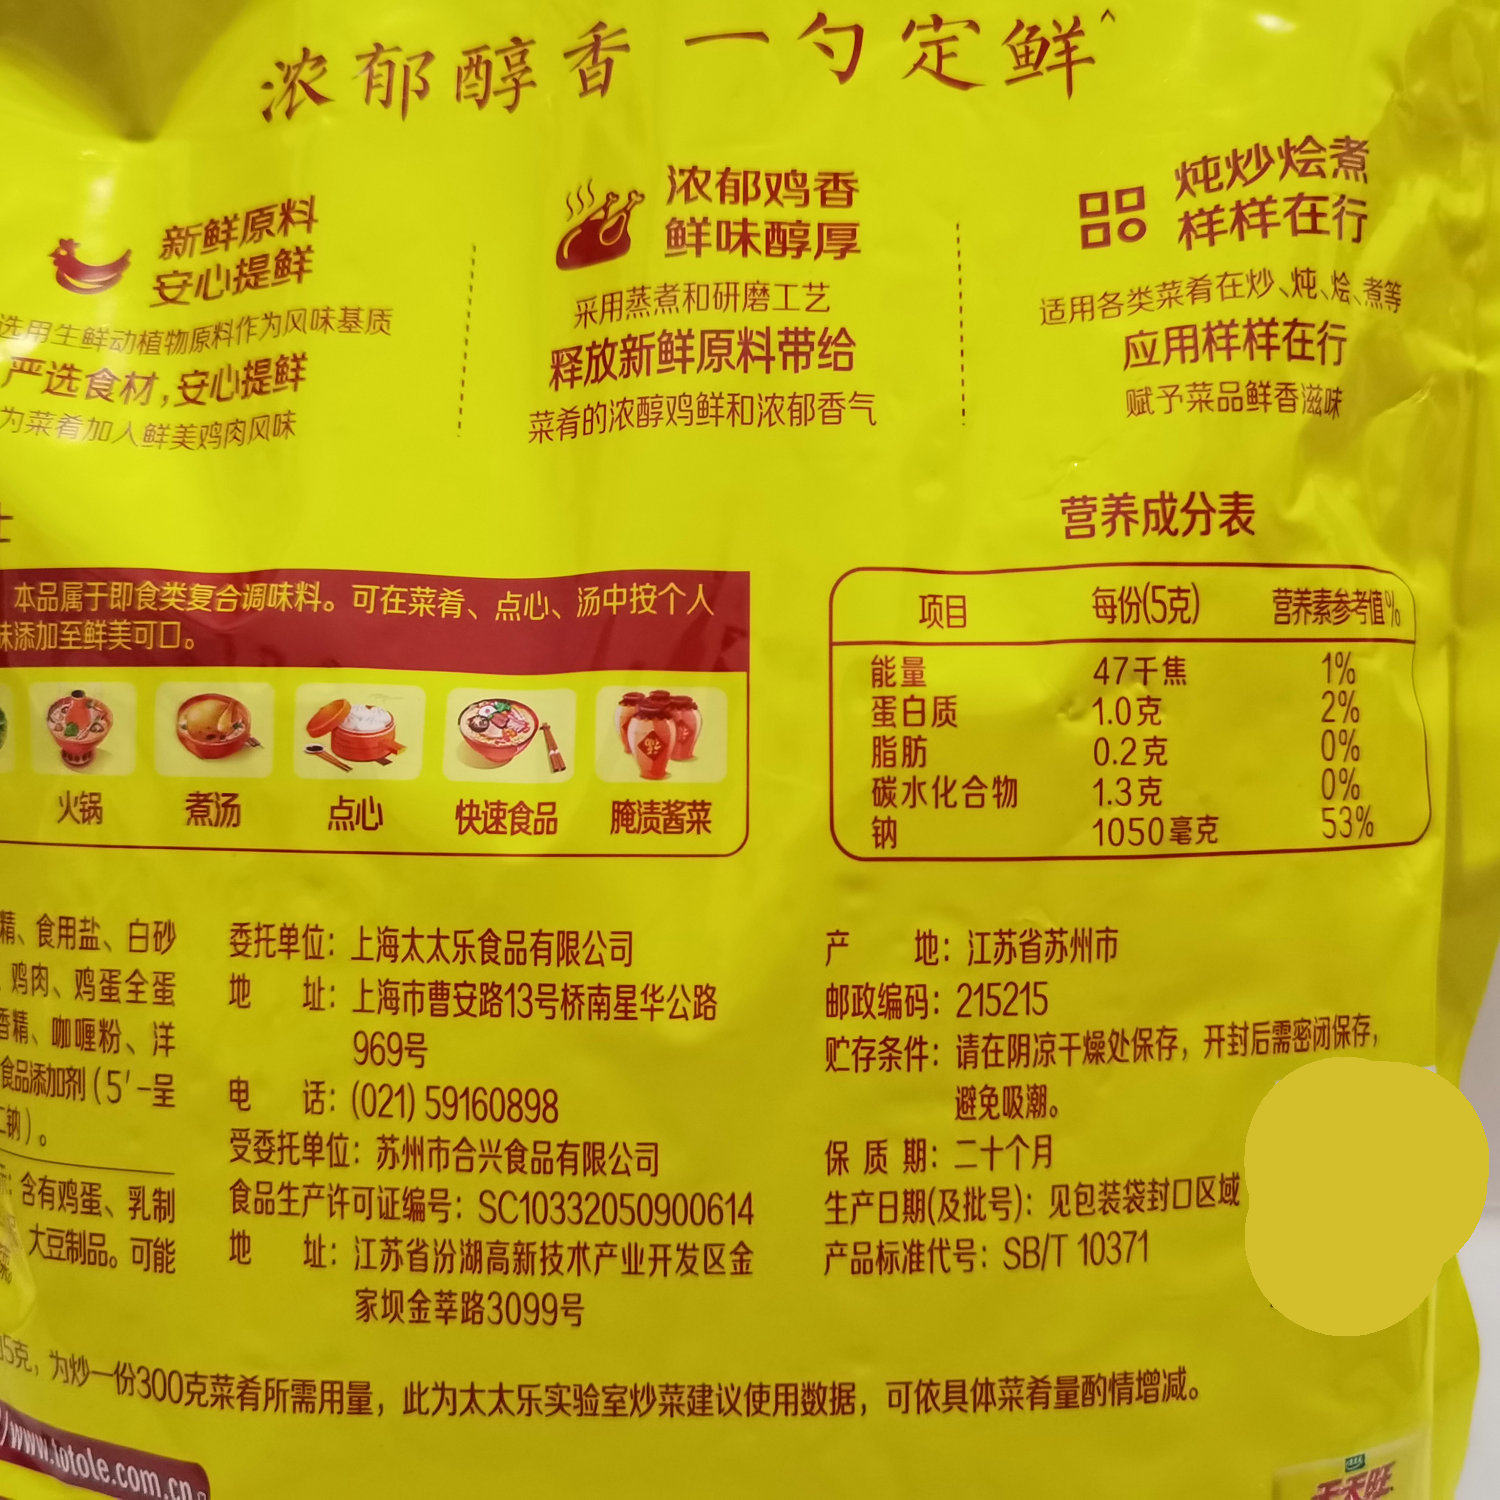 浓郁醇香 一勺定鲜^
新鲜原料
安心提鲜
选用生鲜动植物原料作为风味基质
严选食材,安心提鲜
为菜肴加入鲜美鸡肉风味
浓郁鸡香
鲜味醇厚
采用蒸煮和研磨工艺
释放新鲜原料带给
菜肴的浓醇鸡鲜和浓郁香气
炖炒烩煮
样样在行
适用各类菜肴在炒、炖、烩、煮等
应用样样在行
赋予菜品鲜香滋味
本品属于即食类复合调味料。可在菜肴、点心、汤中按个人
味添加至鲜美可口。
火锅 煮汤 点心 快速食品 腌渍酱菜
营养成分表
项目 每份(5克) 营养素参考值%
能量 47千焦 1%
蛋白质 1.0克 2%
脂肪 0.2克 0%
碳水化合物 1.3克 0%
钠 1050毫克 53%
精、食用盐、白砂
鸡肉、鸡蛋全蛋
香精、咖喱粉、洋
食品添加剂(5'-呈
二钠)。
含有鸡蛋、乳制
大豆制品。可能
委托单位：上海太太乐食品有限公司
地 址：上海市曹安路13号桥南星华公路
969号
电 话：(021) 59160898
受委托单位：苏州市合兴食品有限公司
食品生产许可证编号：SC10332050900614
地 址：江苏省汾湖高新技术产业开发区金
家坝金莘路3099号
产 地：江苏省苏州市
邮政编码：215215
贮存条件：请在阴凉干燥处保存，开封后需密闭保存，
避免吸潮。
保 质 期：二十个月
生产日期(及批号)：见包装袋封口区域
产品标准代号：SB/T 10371
5克，为炒一份300克菜肴所需用量，此为太太乐实验室炒菜建议使用数据，可依具体菜肴量酌情增减。
/www.totole.com.cn
天天旺